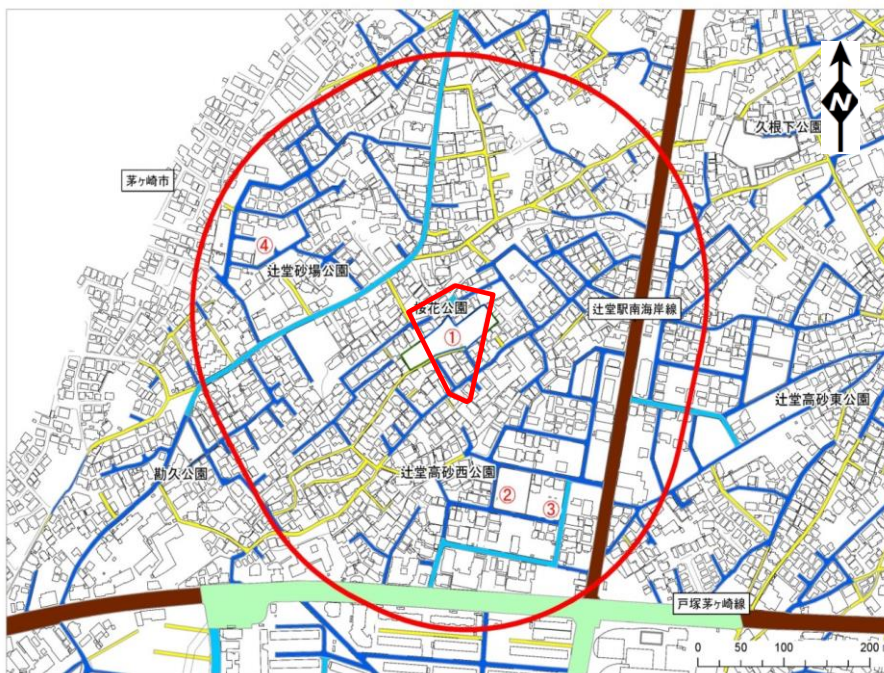 久根下公園
N
茅ヶ崎市
④
辻堂砂場公園
桜花公園
①
辻堂駅南海岸線
辻堂高砂東公園
勘久公園
辻堂高砂西公園
②
③
戸塚茅ヶ崎線
0 50 100 200 m